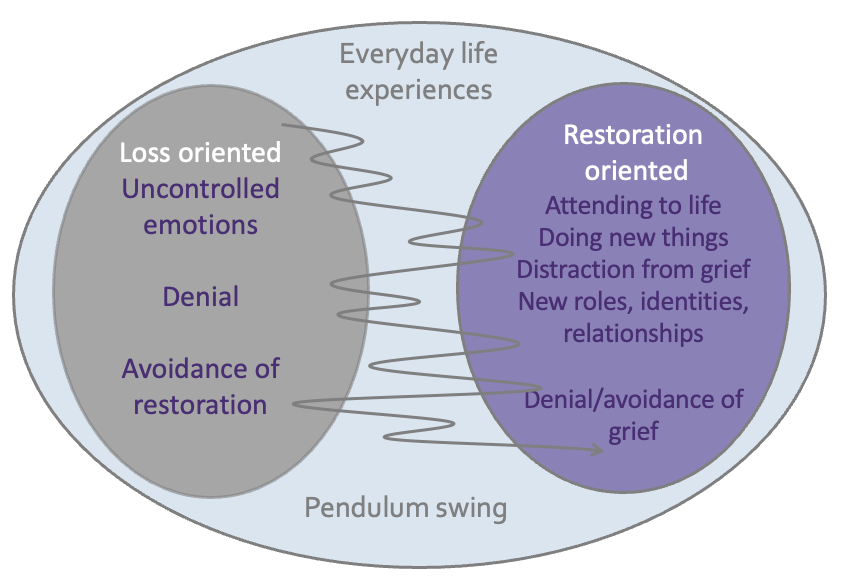 Everyday life
experiences
Loss oriented
Uncontrolled
emotions
Denial
Avoidance of
restoration
Restoration
oriented
Attending to life
Doing new things
Distraction from grief
New roles, identities,
relationships
Denial/avoidance of
grief
Pendulum swing